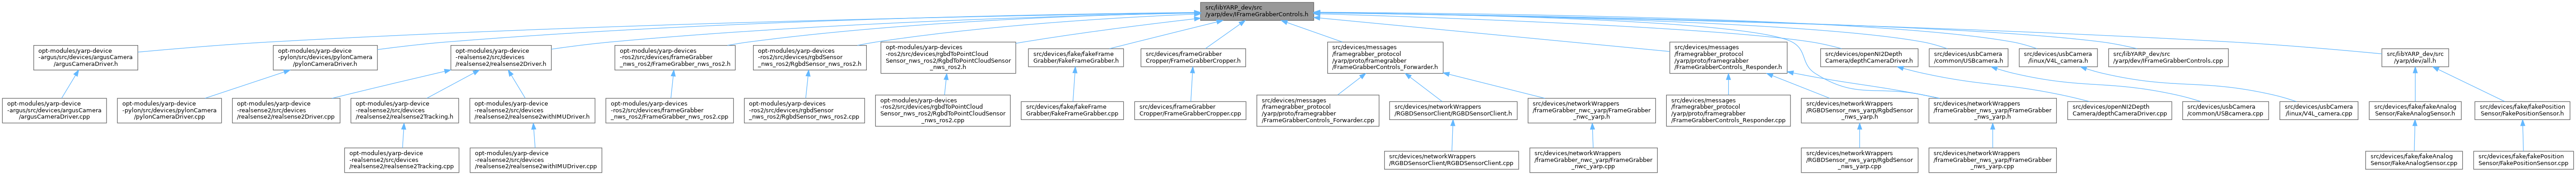 src/libYARP_dev/src
/yarp/dev/IFrameGrabberControls.h
opt-modules/yarp-device
-argus/src/devices/argusCamera
/argusCameraDriver.h
opt-modules/yarp-device
-pylon/src/devices/pylonCamera
/pylonCameraDriver.h
opt-modules/yarp-device
-realsense2/src/devices
/realsense2/realsense2Driver.h
opt-modules/yarp-devices
-ros2/src/devices/frameGrabber
_nws_ros2/FrameGrabber_nws_ros2.h
opt-modules/yarp-devices
-ros2/src/devices/rgbdSensor
_nws_ros2/RgbdSensor_nws_ros2.h
opt-modules/yarp-devices
-ros2/src/devices/rgbdToPointCloud
Sensor_nws_ros2/RgbdToPointCloudSensor
_nws_ros2.h
src/devices/fake/fakeFrame
Grabber/FakeFrameGrabber.h
src/devices/frameGrabber
Cropper/FrameGrabberCropper.h
src/devices/messages
/framegrabber_protocol
/yarp/proto/framegrabber
/FrameGrabberControls_Forwarder.h
src/devices/messages
/framegrabber_protocol
/yarp/proto/framegrabber
/FrameGrabberControls_Responder.h
src/devices/openNI2Depth
Camera/depthCameraDriver.h
src/devices/usbCamera
/common/USBcamera.h
src/devices/usbCamera
/linux/V4L_camera.h
src/libYARP_dev/src
/yarp/dev/IFrameGrabberControls.cpp
src/libYARP_dev/src
/yarp/dev/all.h
opt-modules/yarp-device
-argus/src/devices/argusCamera
/argusCameraDriver.cpp
opt-modules/yarp-device
-pylon/src/devices/pylonCamera
/pylonCameraDriver.cpp
opt-modules/yarp-device
-realsense2/src/devices
/realsense2/realsense2Driver.cpp
opt-modules/yarp-device
-realsense2/src/devices
/realsense2/realsense2Tracking.h
opt-modules/yarp-device
-realsense2/src/devices
/realsense2/realsense2withIMUDriver.h
opt-modules/yarp-devices
-ros2/src/devices/frameGrabber
_nws_ros2/FrameGrabber_nws_ros2.cpp
opt-modules/yarp-devices
-ros2/src/devices/rgbdSensor
_nws_ros2/RgbdSensor_nws_ros2.cpp
opt-modules/yarp-devices
-ros2/src/devices/rgbdToPointCloud
Sensor_nws_ros2/RgbdToPointCloudSensor
_nws_ros2.cpp
src/devices/fake/fakeFrame
Grabber/FakeFrameGrabber.cpp
src/devices/frameGrabber
Cropper/FrameGrabberCropper.cpp
src/devices/messages
/framegrabber_protocol
/yarp/proto/framegrabber
/FrameGrabberControls_Forwarder.cpp
src/devices/networkWrappers
/RGBDSensorClient/RGBDSensorClient.h
src/devices/networkWrappers
/frameGrabber_nwc_yarp/FrameGrabber
_nwc_yarp.h
src/devices/messages
/framegrabber_protocol
/yarp/proto/framegrabber
/FrameGrabberControls_Responder.cpp
src/devices/networkWrappers
/RGBDSensor_nws_yarp/RgbdSensor
_nws_yarp.h
src/devices/networkWrappers
/frameGrabber_nws_yarp/FrameGrabber
_nws_yarp.h
src/devices/openNI2Depth
Camera/depthCameraDriver.cpp
src/devices/usbCamera
/common/USBcamera.cpp
src/devices/usbCamera
/linux/V4L_camera.cpp
src/devices/fake/fakeAnalog
Sensor/FakeAnalogSensor.h
src/devices/fake/fakePosition
Sensor/FakePositionSensor.h
opt-modules/yarp-device
-realsense2/src/devices
/realsense2/realsense2Tracking.cpp
opt-modules/yarp-device
-realsense2/src/devices
/realsense2/realsense2withIMUDriver.cpp
src/devices/networkWrappers
/RGBDSensorClient/RGBDSensorClient.cpp
src/devices/networkWrappers
/frameGrabber_nwc_yarp/FrameGrabber
_nwc_yarp.cpp
src/devices/networkWrappers
/RGBDSensor_nws_yarp/RgbdSensor
_nws_yarp.cpp
src/devices/networkWrappers
/frameGrabber_nws_yarp/FrameGrabber
_nws_yarp.cpp
src/devices/fake/fakeAnalog
Sensor/FakeAnalogSensor.cpp
src/devices/fake/fakePosition
Sensor/FakePositionSensor.cpp